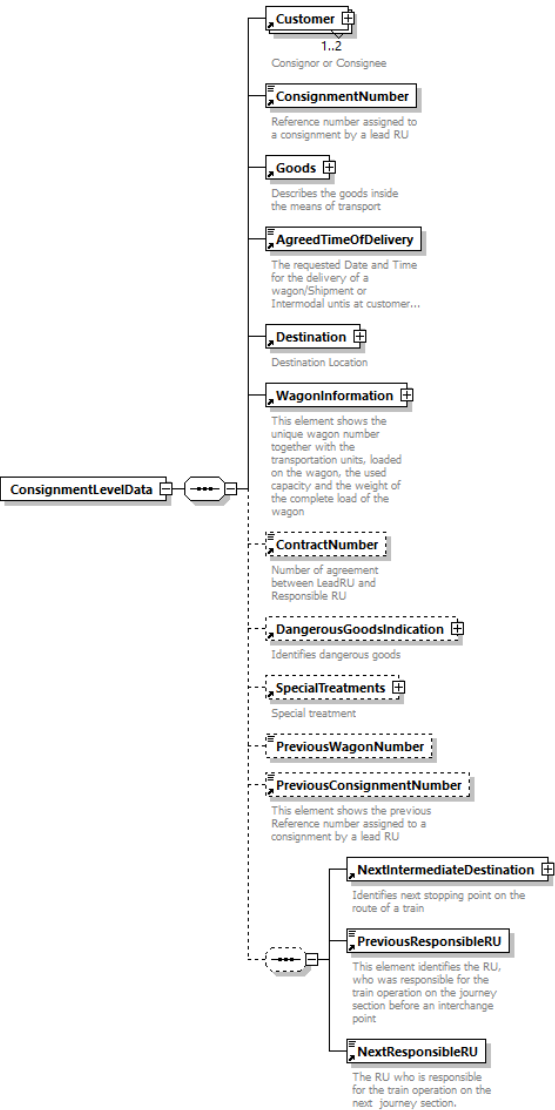 Customer
1..2
Consignor or Consignee
ConsignmentNumber
Reference number assigned to
a consignment by a lead RU
Goods
Describes the goods inside
the means of transport
AgreedTimeOfDelivery
The requested Date and Time
for the delivery of a
wagon/Shipment or
Intermodal untis at customer...
Destination
Destination Location
WagonInformation
This element shows the
unique wagon number
together with the
transportation units, loaded
on the wagon, the used
capacity and the weight of
the complete load of the
wagon
ConsignmentLevelData
ContractNumber
Number of agreement
between LeadRU and
Responsible RU
DangerousGoodsIndication
Identifies dangerous goods
SpecialTreatments
Special treatment
PreviousWagonNumber
PreviousConsignmentNumber
This element shows the previous
Reference number assigned to a
consignment by a lead RU
NextIntermediateDestination
Identifies next stopping point on the
route of a train
PreviousResponsibleRU
This element identifies the RU,
who was responsible for the
train operation on the journey
section before an interchange
point
NextResponsibleRU
The RU who is responsible
for the train operation on the
next journey section.